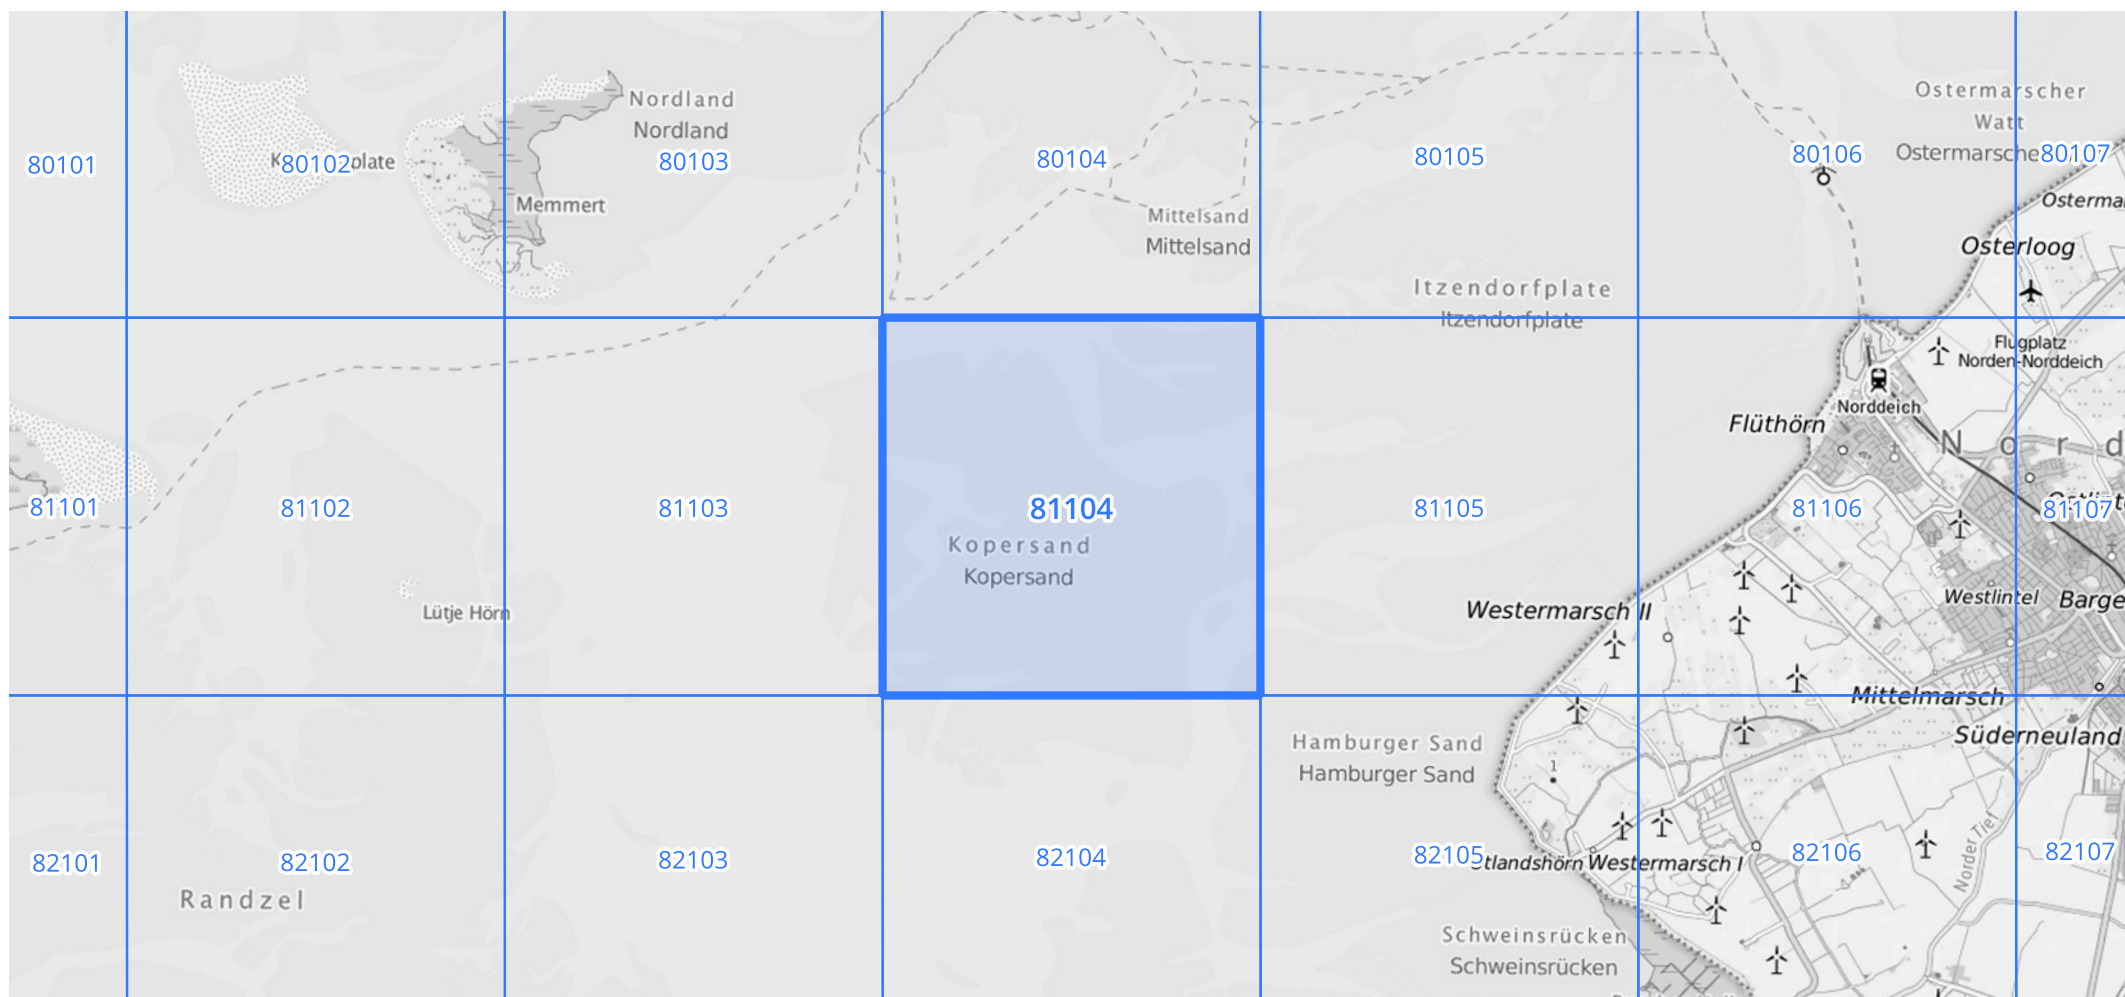 Nordland
Nordland
80101
80102
plate
80103
Memmert
80104
Mittelsand
Mittelsand
80105
Itzendorfplate
Itzendorfplate
80106
Ostermarscher
Watt
80107
Osterloog
Flugplatz
Norden-Norddeich
Norddeich
Flüthörn
Nord
81101
81102
Lütje Hörn
81103
81104
Kopersand
Kopersand
81105
81106
81107
Westermarsch II
Westlintel
Mittelmarsch
Süderneuland
82101
82102
Randzel
82103
82104
Hamburger Sand
Hamburger Sand
1
82105
Westermarsch I
82106
Norder Tief
82107
Schweinsrücken
Schweinsrücken